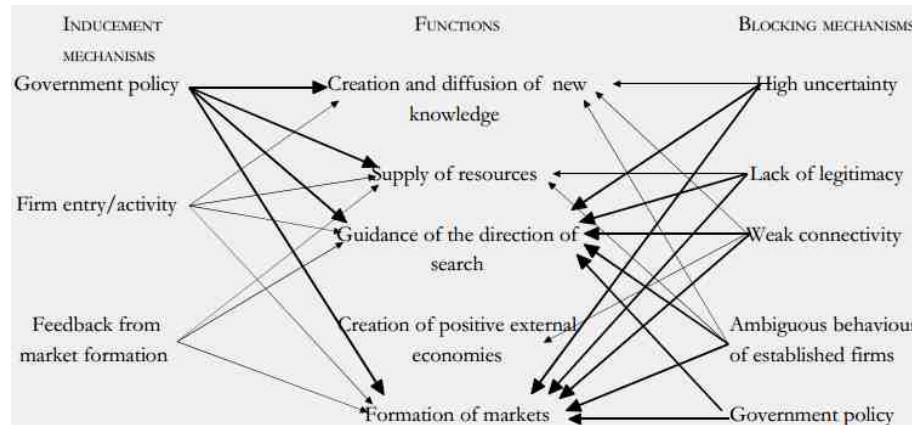 INDUCEMENT MECHANISMS
Government policy
Firm entry/activity
Feedback from
market formation
FUNCTIONS
Creation and diffusion of new
knowledge
Supply of resources
Guidance of the direction of
search
Creation of positive external
economies
Formation of markets
BLOCKING MECHANISMS
High uncertainty
Lack of legitimacy
Weak connectivity
Ambiguous behaviour
of established firms
Government policy